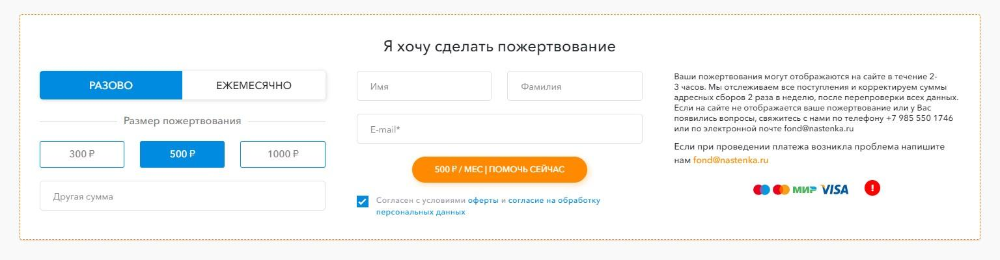 Я хочу сделать пожертвование
РАЗОВО
ЕЖЕМЕСЯЧНО
Размер пожертвования
300 ₽
500 ₽
1000 ₽
Другая сумма
Имя
Фамилия
E-mail*
500 ₽ / МЕС | ПОМОЧЬ СЕЙЧАС
Согласен с условиями оферты и согласие на обработку
персональных данных
Ваши пожертвования могут отображаются на сайте в течение 2-
3 часов. Мы отслеживаем все поступления и корректируем суммы
адресных сборов 2 раза в неделю, после перепроверки всех данных.
Если на сайте не отображается ваше пожертвование или у Вас
появились вопросы, свяжитесь с нами по телефону +7 985 550 1746
или по электронной почте fond@nastenka.ru
Если при проведении платежа возникла проблема напишите
нам fond@nastenka.ru
МИР VISA !